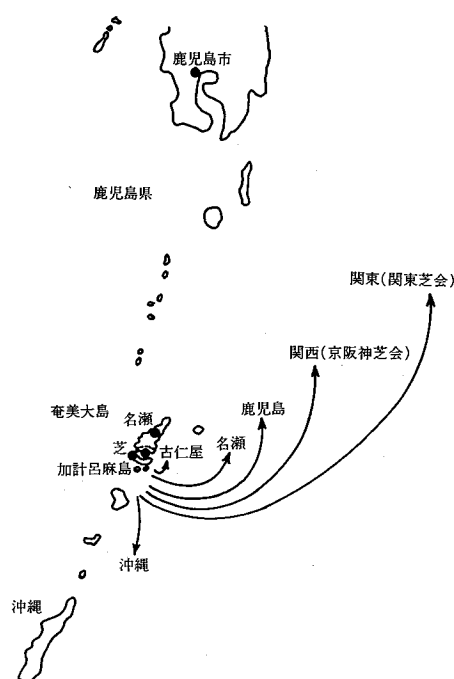 鹿児島市
鹿児島県
関東(関東芝会)
関西(京阪神芝会)
奄美大島
名瀬
鹿児島
芝
古仁屋
名瀬
加計呂麻島
沖縄
沖縄